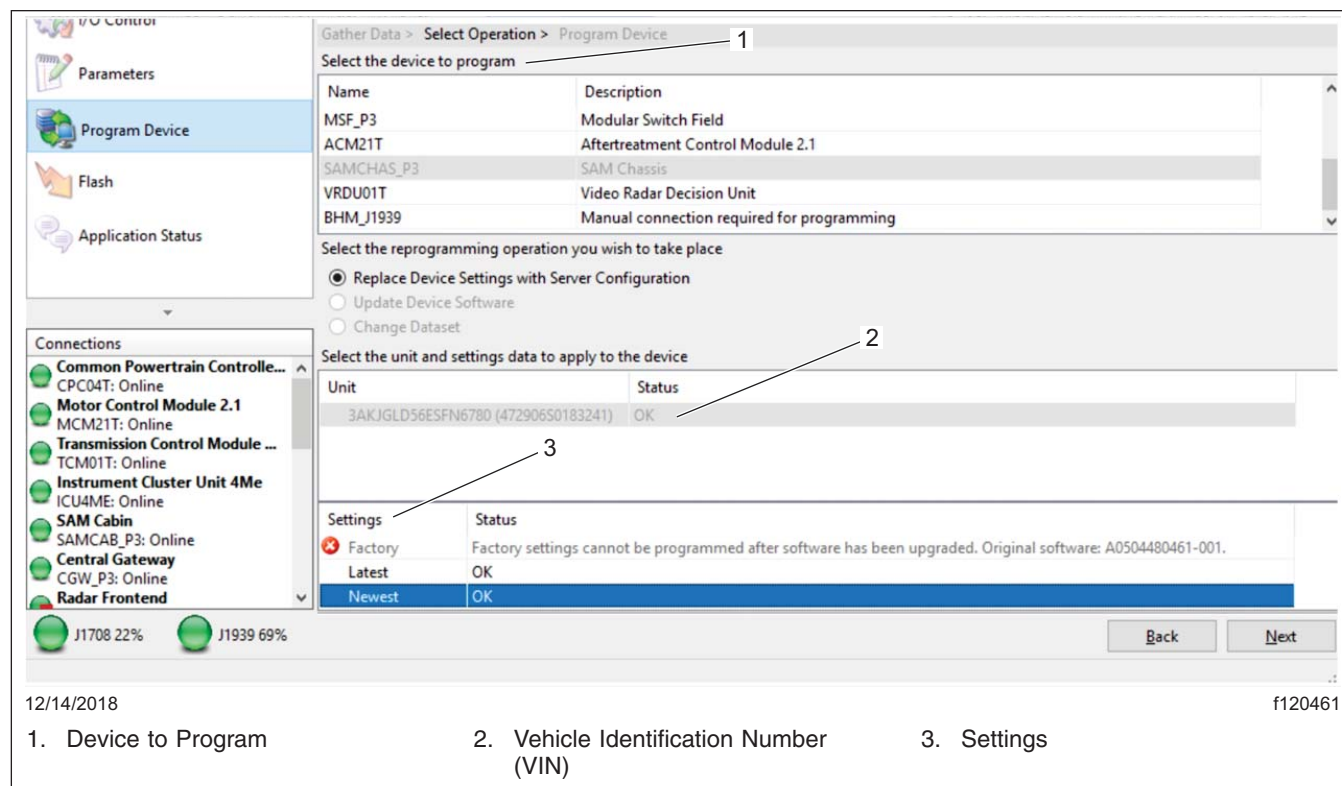 I/O Control
Parameters
Program Device
Flash
Application Status
Connections
Common Powertrain Controlle...
CPC04T: Online
Motor Control Module 2.1
MCM21T: Online
Transmission Control Module ...
TCM01T: Online
Instrument Cluster Unit 4Me
ICU4ME: Online
SAM Cabin
SAMCAB_P3: Online
Central Gateway
CGW_P3: Online
Radar Frontend
J1708 22% J1939 69%
Gather Data > Select Operation > Program Device
1
Select the device to program
Name Description
MSF_P3 Modular Switch Field
ACM21T Aftertreatment Control Module 2.1
SAMCHAS_P3 SAM Chassis
VRDU01T Video Radar Decision Unit
BHM_J1939 Manual connection required for programming
Select the reprogramming operation you wish to take place
Replace Device Settings with Server Configuration
Update Device Software
Change Dataset
2
Select the unit and settings data to apply to the device
Unit Status
3AKJGLD56ESFN6780 (472906S0183241) OK
3
Settings Status
Factory Factory settings cannot be programmed after software has been upgraded. Original software: A0504480461-001.
Latest OK
Newest OK
Back Next
12/14/2018 f120461
1. Device to Program 2. Vehicle Identification Number 3. Settings
(VIN)